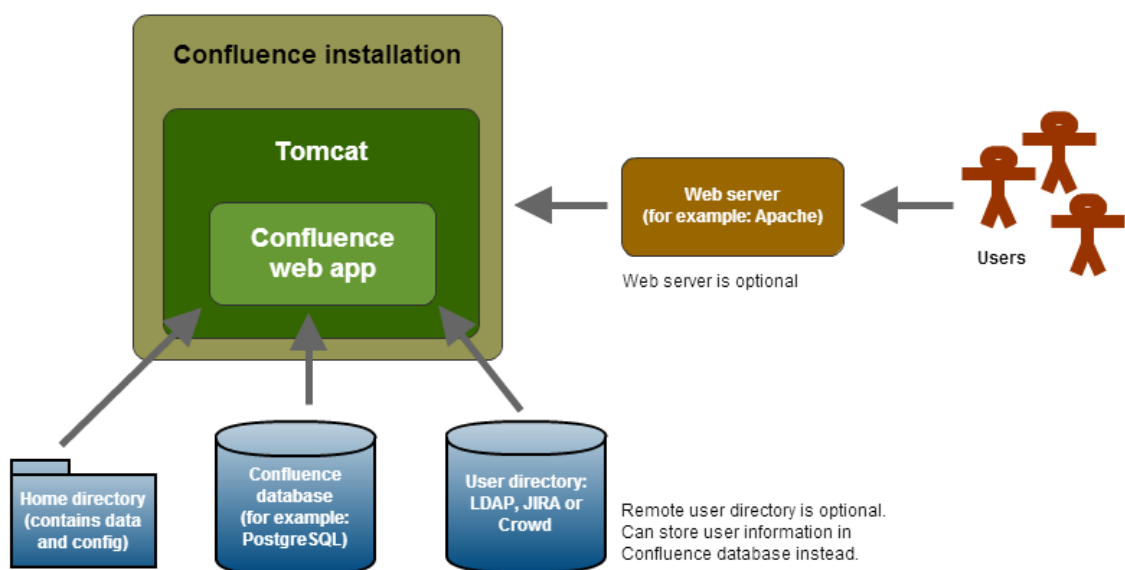 Confluence installation
Tomcat
Confluence
web app
Web server
(for example: Apache)
Web server is optional
Users
Home directory
(contains data
and config)
Confluence
database
(for example:
PostgreSQL)
User directory:
LDAP, JIRA or
Crowd
Remote user directory is optional.
Can store user information in
Confluence database instead.